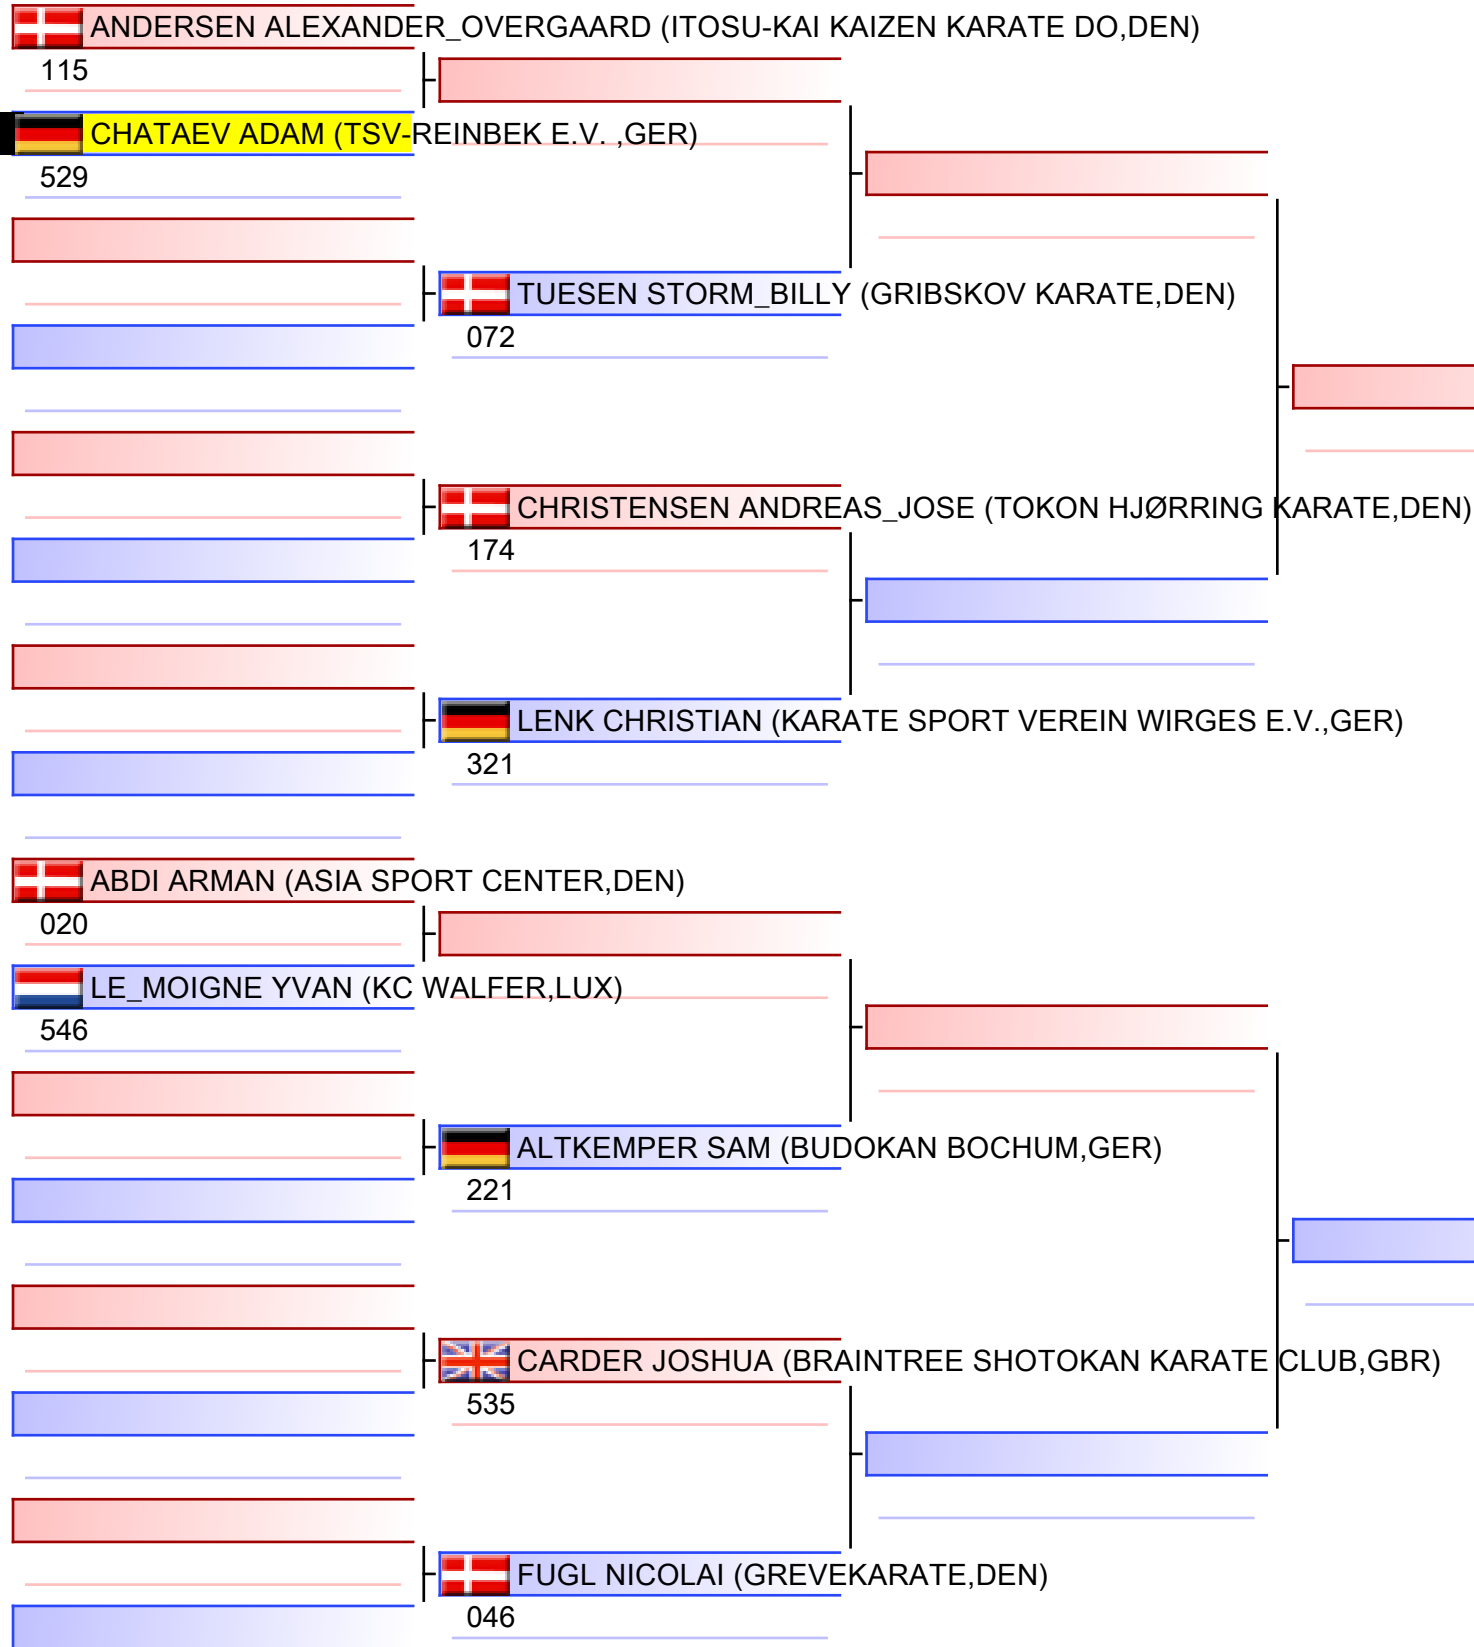 ANDERSEN ALEXANDER_OVERGAARD (ITOSU-KAI KAIZEN KARATE DO,DEN)
115
CHATAEV ADAM (TSV-REINBEK E.V. ,GER)
529
TUESEN STORM_BILLY (GRIBSKOV KARATE,DEN)
072
CHRISTENSEN ANDREAS_JOSE (TOKON HJØRRING KARATE,DEN)
174
LENK CHRISTIAN (KARATE SPORT VEREIN WIRGES E.V.,GER)
321
ABDI ARMAN (ASIA SPORT CENTER,DEN)
020
LE_MOIGNE YVAN (KC WALFER,LUX)
546
ALTKEMPER SAM (BUDOKAN BOCHUM,GER)
221
CARDER JOSHUA (BRAINTREE SHOTOKAN KARATE CLUB,GBR)
535
FUGL NICOLAI (GREVEKARATE,DEN)
046